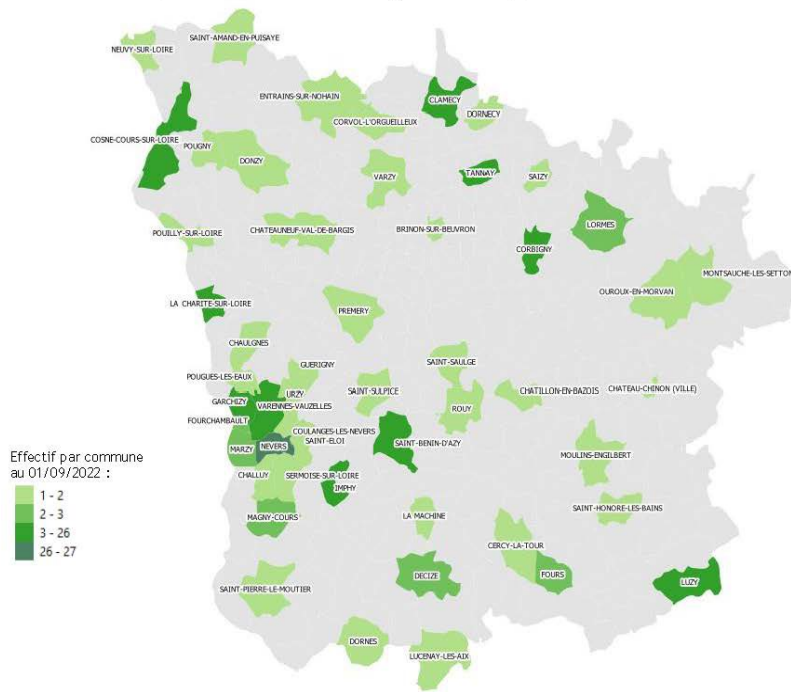 SAINT-AMAND-EN-PUISAYE
NEUVY-SUR-LOIRE
ENTRAINS-SUR-NOHAIN
CLAMECY
DORNECY
CORVOL-L'ORGUEILLEUX
COSNE-COURS-SUR-LOIRE
POUGNY
DONZY
VARZY
TANNAY
SAIZY
LORMES
POUILLY-SUR-LOIRE
CHATEAUNEUF-VAL-DE-BARGIS
BRINON-SUR-BEUVRON
CORBIGNY
MONTSAUCHE-LES-SETTON
OUROUX-EN-MORVAN
LA CHARITE-SUR-LOIRE
PREMERY
CHAULGNES
SAINT-SAULGE
GUERIGNY
POUGUES-LES-EAUX
CHATILLON-EN-BAZOIS
CHATEAU-CHINON (VILLE)
URZY
SAINT-SULPICE
GARCHIZY
VARENNES-VAUZELLES
ROUY
FOURCHAMBAULT
COULANGES-LES-NEVERS
SAINT-ELOI
SAINT-BENIN-D'AZY
MARZY
NEVERS
MOULINS-ENGILBERT
Effectif par commune
au 01/09/2022 :
1 - 2
2 - 3
3 - 26
26 - 27
CHALLUY
SERMOISE-SUR-LOIRE
IMPHY
SAINT-HONORE-LES-BAINS
MAGNY-COURS
LA MACHINE
CERCY-LA-TOUR
DECIZE
FOURS
LUZY
SAINT-PIERRE-LE-MOUTIER
DORNES
LUCENAY-LES-AIX